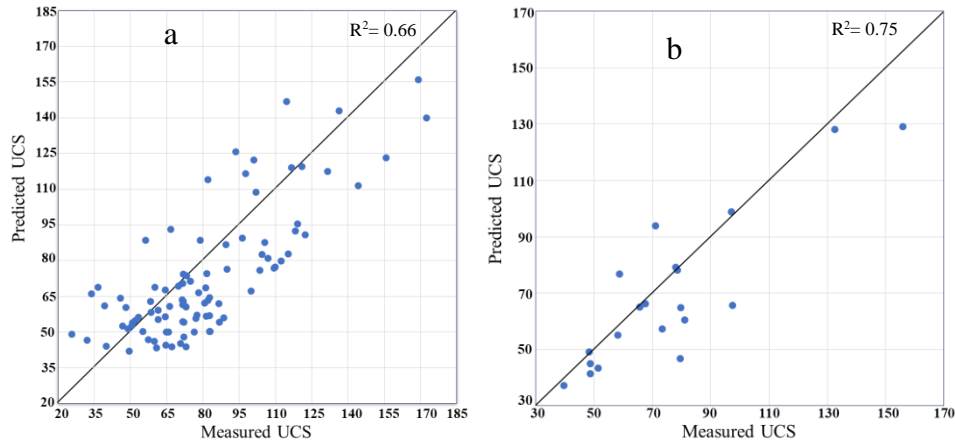 a
R²= 0.66
Predicted UCS
185
170
155
140
125
110
95
80
65
50
35
20
20 35 50 65 80 95 110 125 140 155 170 185
Measured UCS
b
R²= 0.75
Predicted UCS
170
150
130
110
90
70
50
30
30 50 70 90 110 130 150 170
Measured UCS